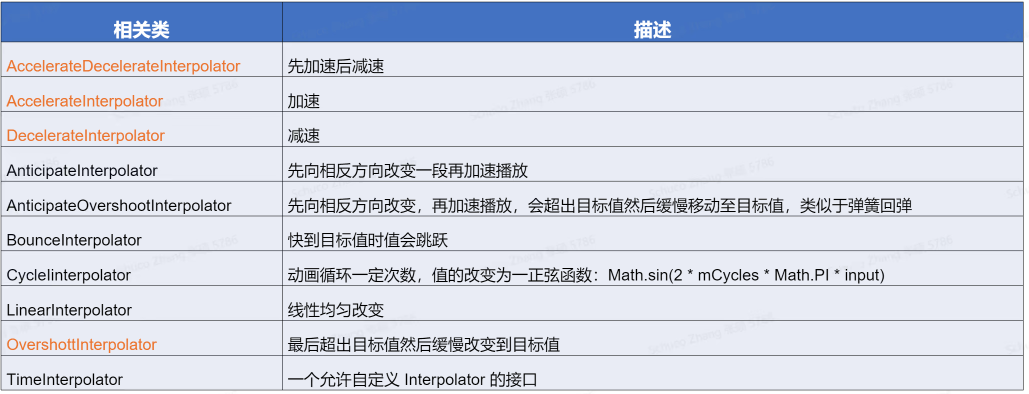 相关类 描述
AccelerateDecelerateInterpolator 先加速后减速
AccelerateInterpolator 加速
DecelerateInterpolator 减速
AnticipateInterpolator 先向相反方向改变一段再加速播放
AnticipateOvershootInterpolator 先向相反方向改变，再加速播放，会超出目标值然后缓慢移动至目标值，类似于弹簧回弹
BounceInterpolator 快到目标值时值会跳跃
CycleIinterpolator 动画循环一定次数，值的改变为一正弦函数：Math.sin(2 * mCycles * Math.PI * input)
LinearInterpolator 线性均匀改变
OvershottInterpolator 最后超出目标值然后缓慢改变到目标值
TimeInterpolator 一个允许自定义 Interpolator 的接口